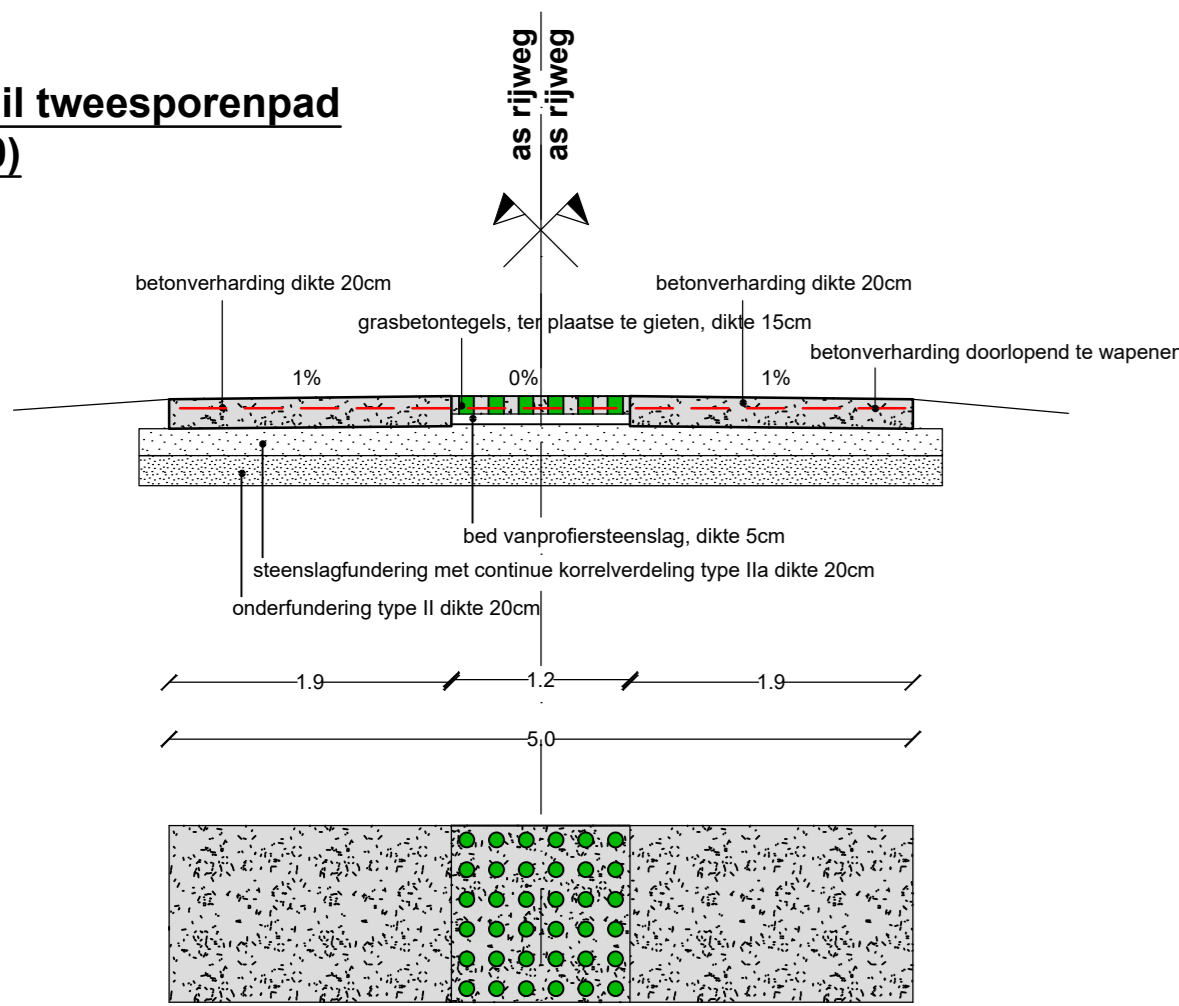 il tweesporenpad
0)
as rijweg
as rijweg
betonverharding dikte 20cm
betonverharding dikte 20cm
grasbetontegels, ter plaatse te gieten, dikte 15cm
betonverharding doorlopend te wapenen
1%
0%
1%
bed vanprofiersteenslag, dikte 5cm
steenslagfundering met continue korrelverdeling type IIa dikte 20cm
onderfundering type II dikte 20cm
1.9
1.2
1.9
5.0